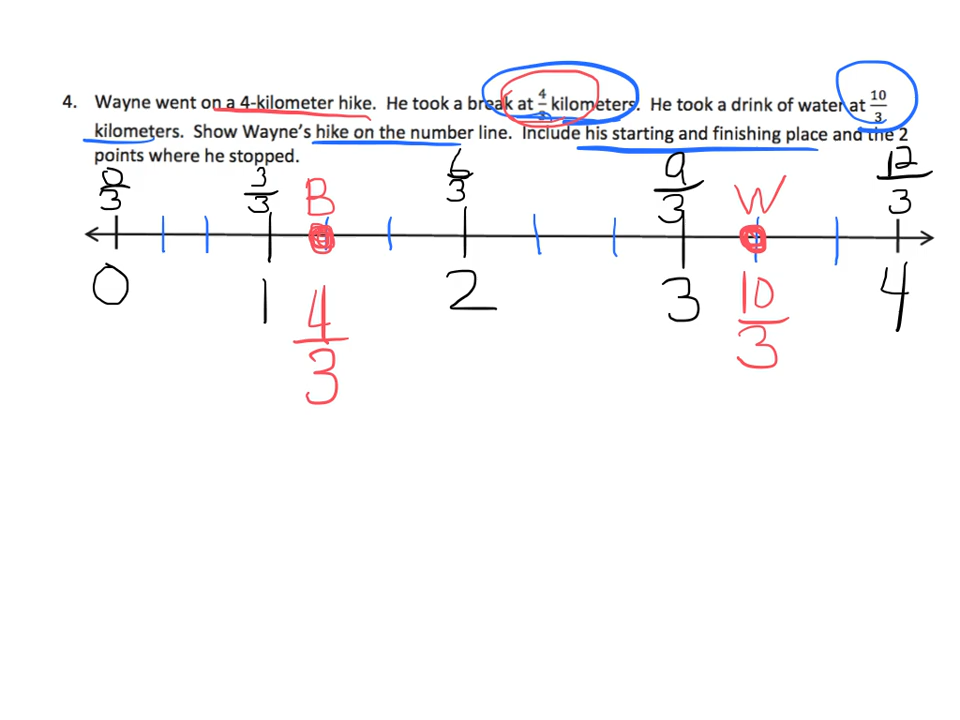 4. Wayne went on a 4-kilometer hike. He took a break at 4/3 kilometers. He took a drink of water at 10/3
kilometers. Show Wayne's hike on the number line. Include his starting and finishing place and the 2
points where he stopped.
0/3 3/3 B 6/3 9/3 W 12/3
0 1 4/3 2 3 10/3 4